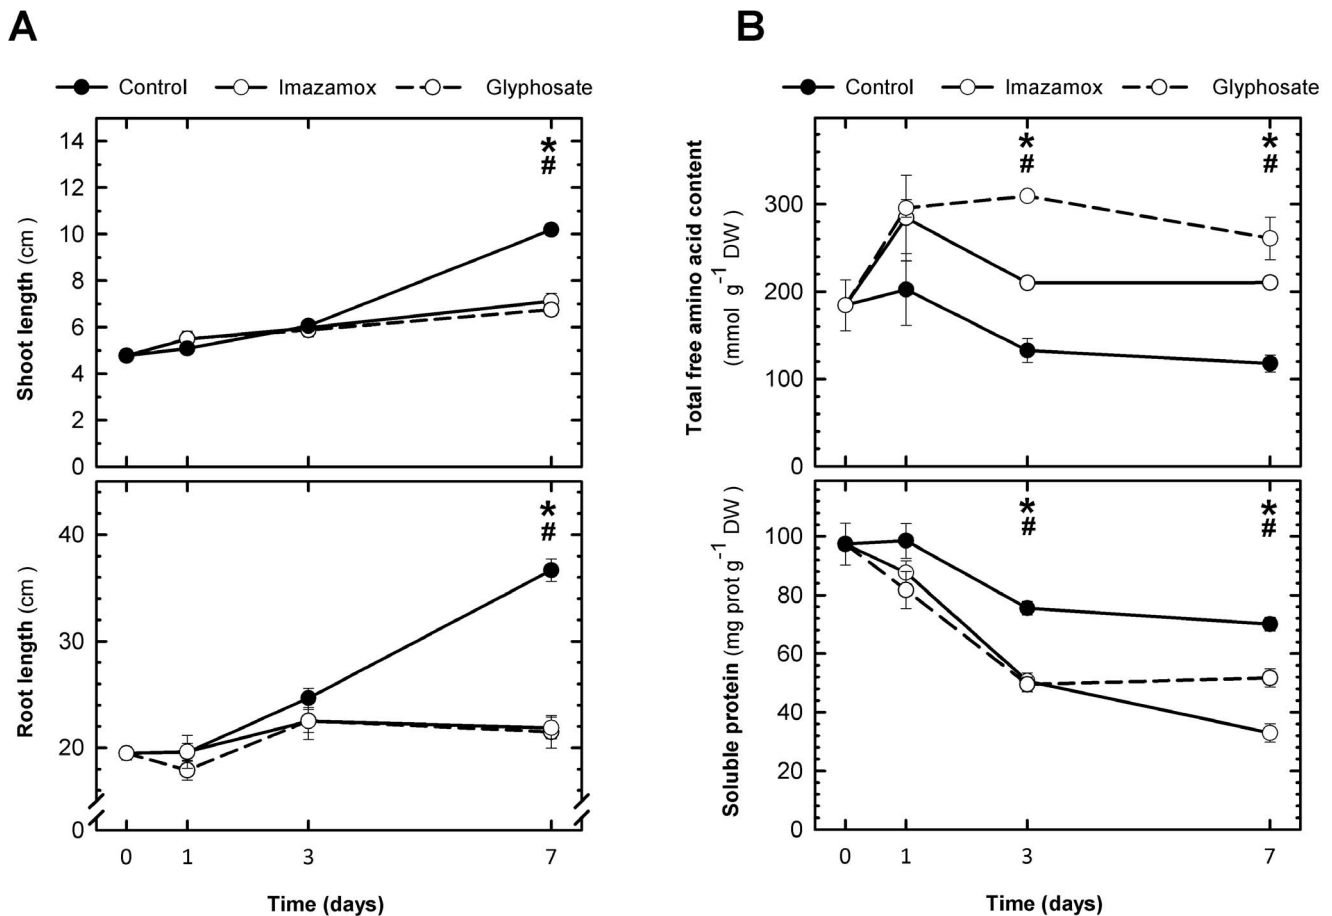 A
Control Imazamox Glyphosate
Shoot length (cm)
14
12
10
8
6
4
2
0
*
#
Root length (cm)
40
30
20
0
*
#
0 1 3 7
Time (days)
B
Control Imazamox Glyphosate
Total free amino acid content
(mmol g⁻¹ DW )
300
200
100
0
* *
# #
Soluble protein (mg prot g⁻¹ DW )
100
80
60
40
20
0
* *
# #
0 1 3 7
Time (days)